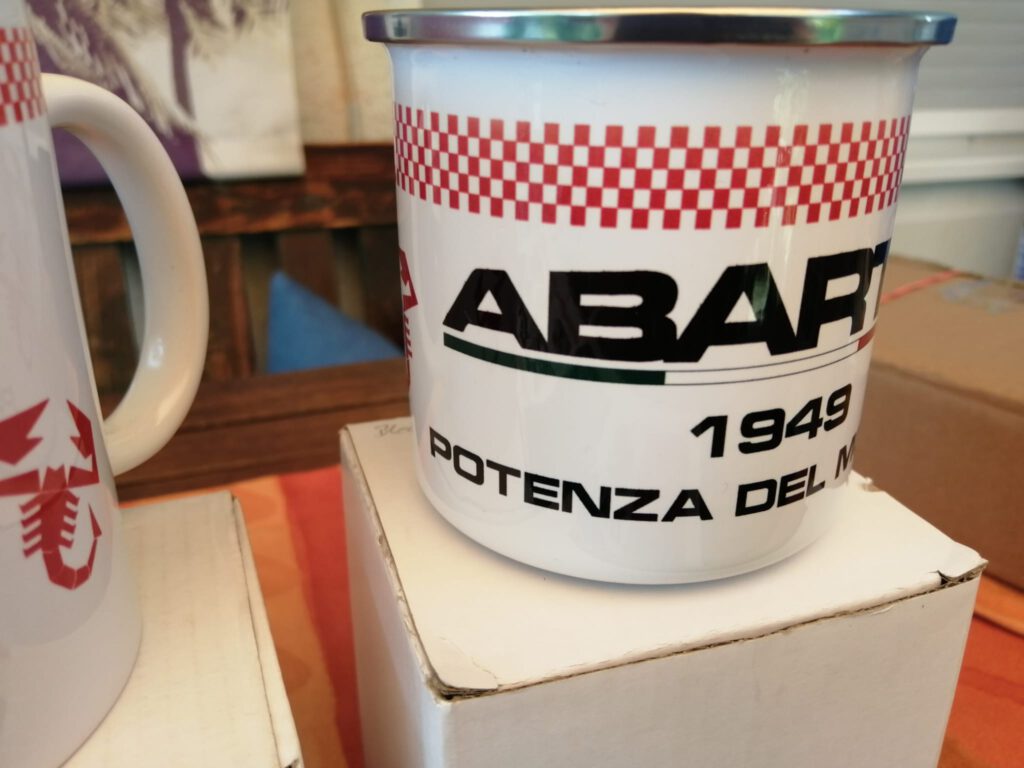 ABART
1949
POTENZA DEL M